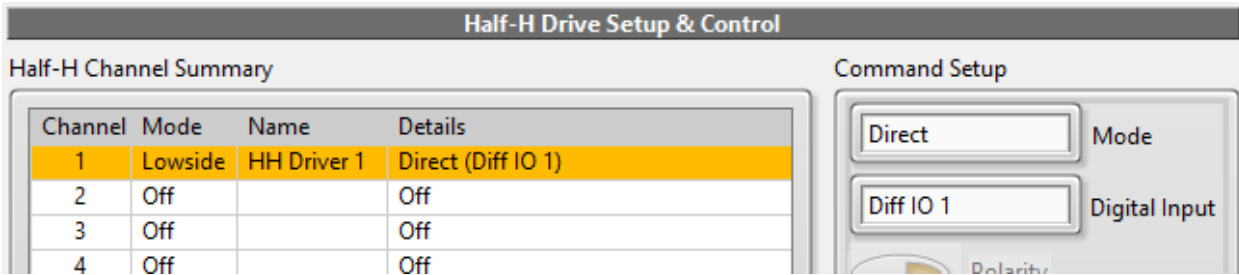 Half-H Drive Setup & Control
Half-H Channel Summary
Channel Mode Name Details
1 Lowside HH Driver 1 Direct (Diff IO 1)
2 Off Off
3 Off Off
4 Off Off
Command Setup
Direct Mode
Diff IO 1 Digital Input
Polarity